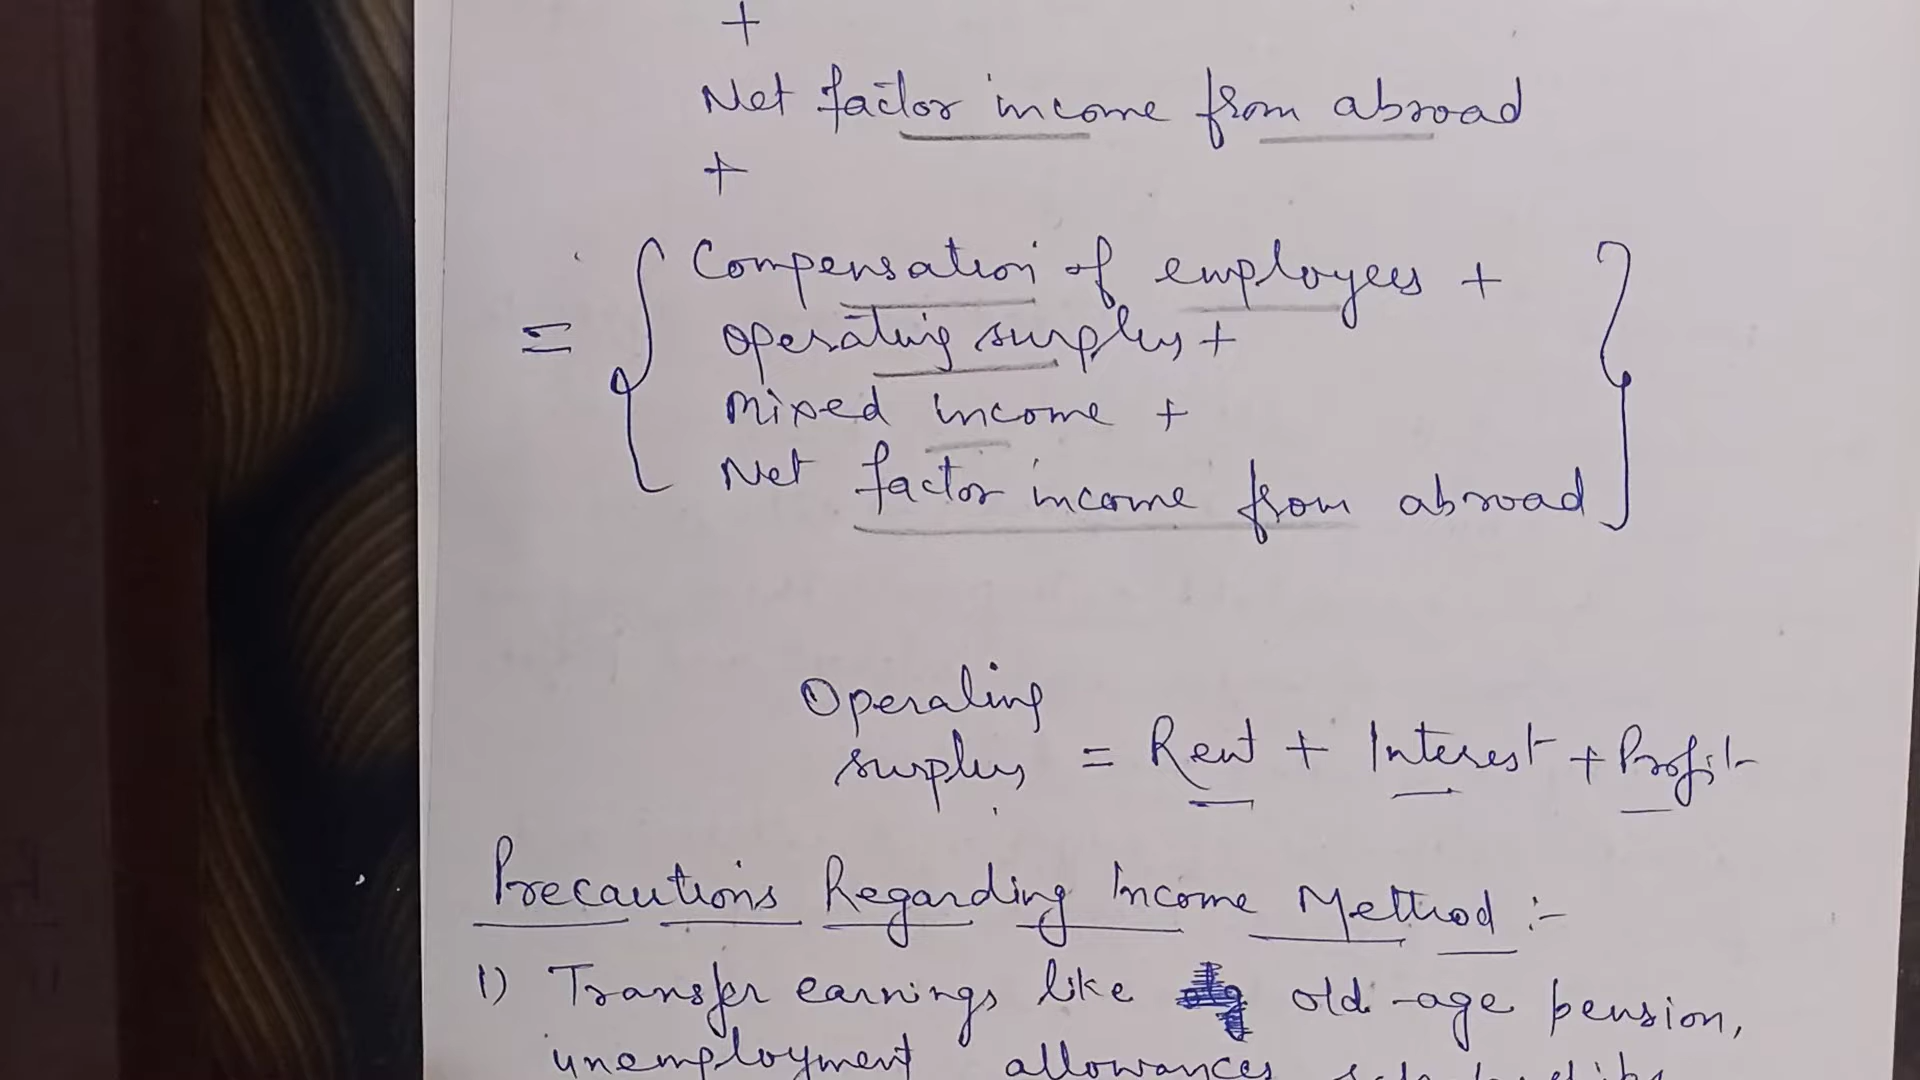 +
Net factor income from abroad
+
= { Compensation of employees + }
operating surplus +
Mixed income +
Net factor income from abroad
Operating
surplus = Rent + Interest + Profit
Precautions Regarding Income Method :-
1) Transfer earnings like old-age pension,
unemployment allowances